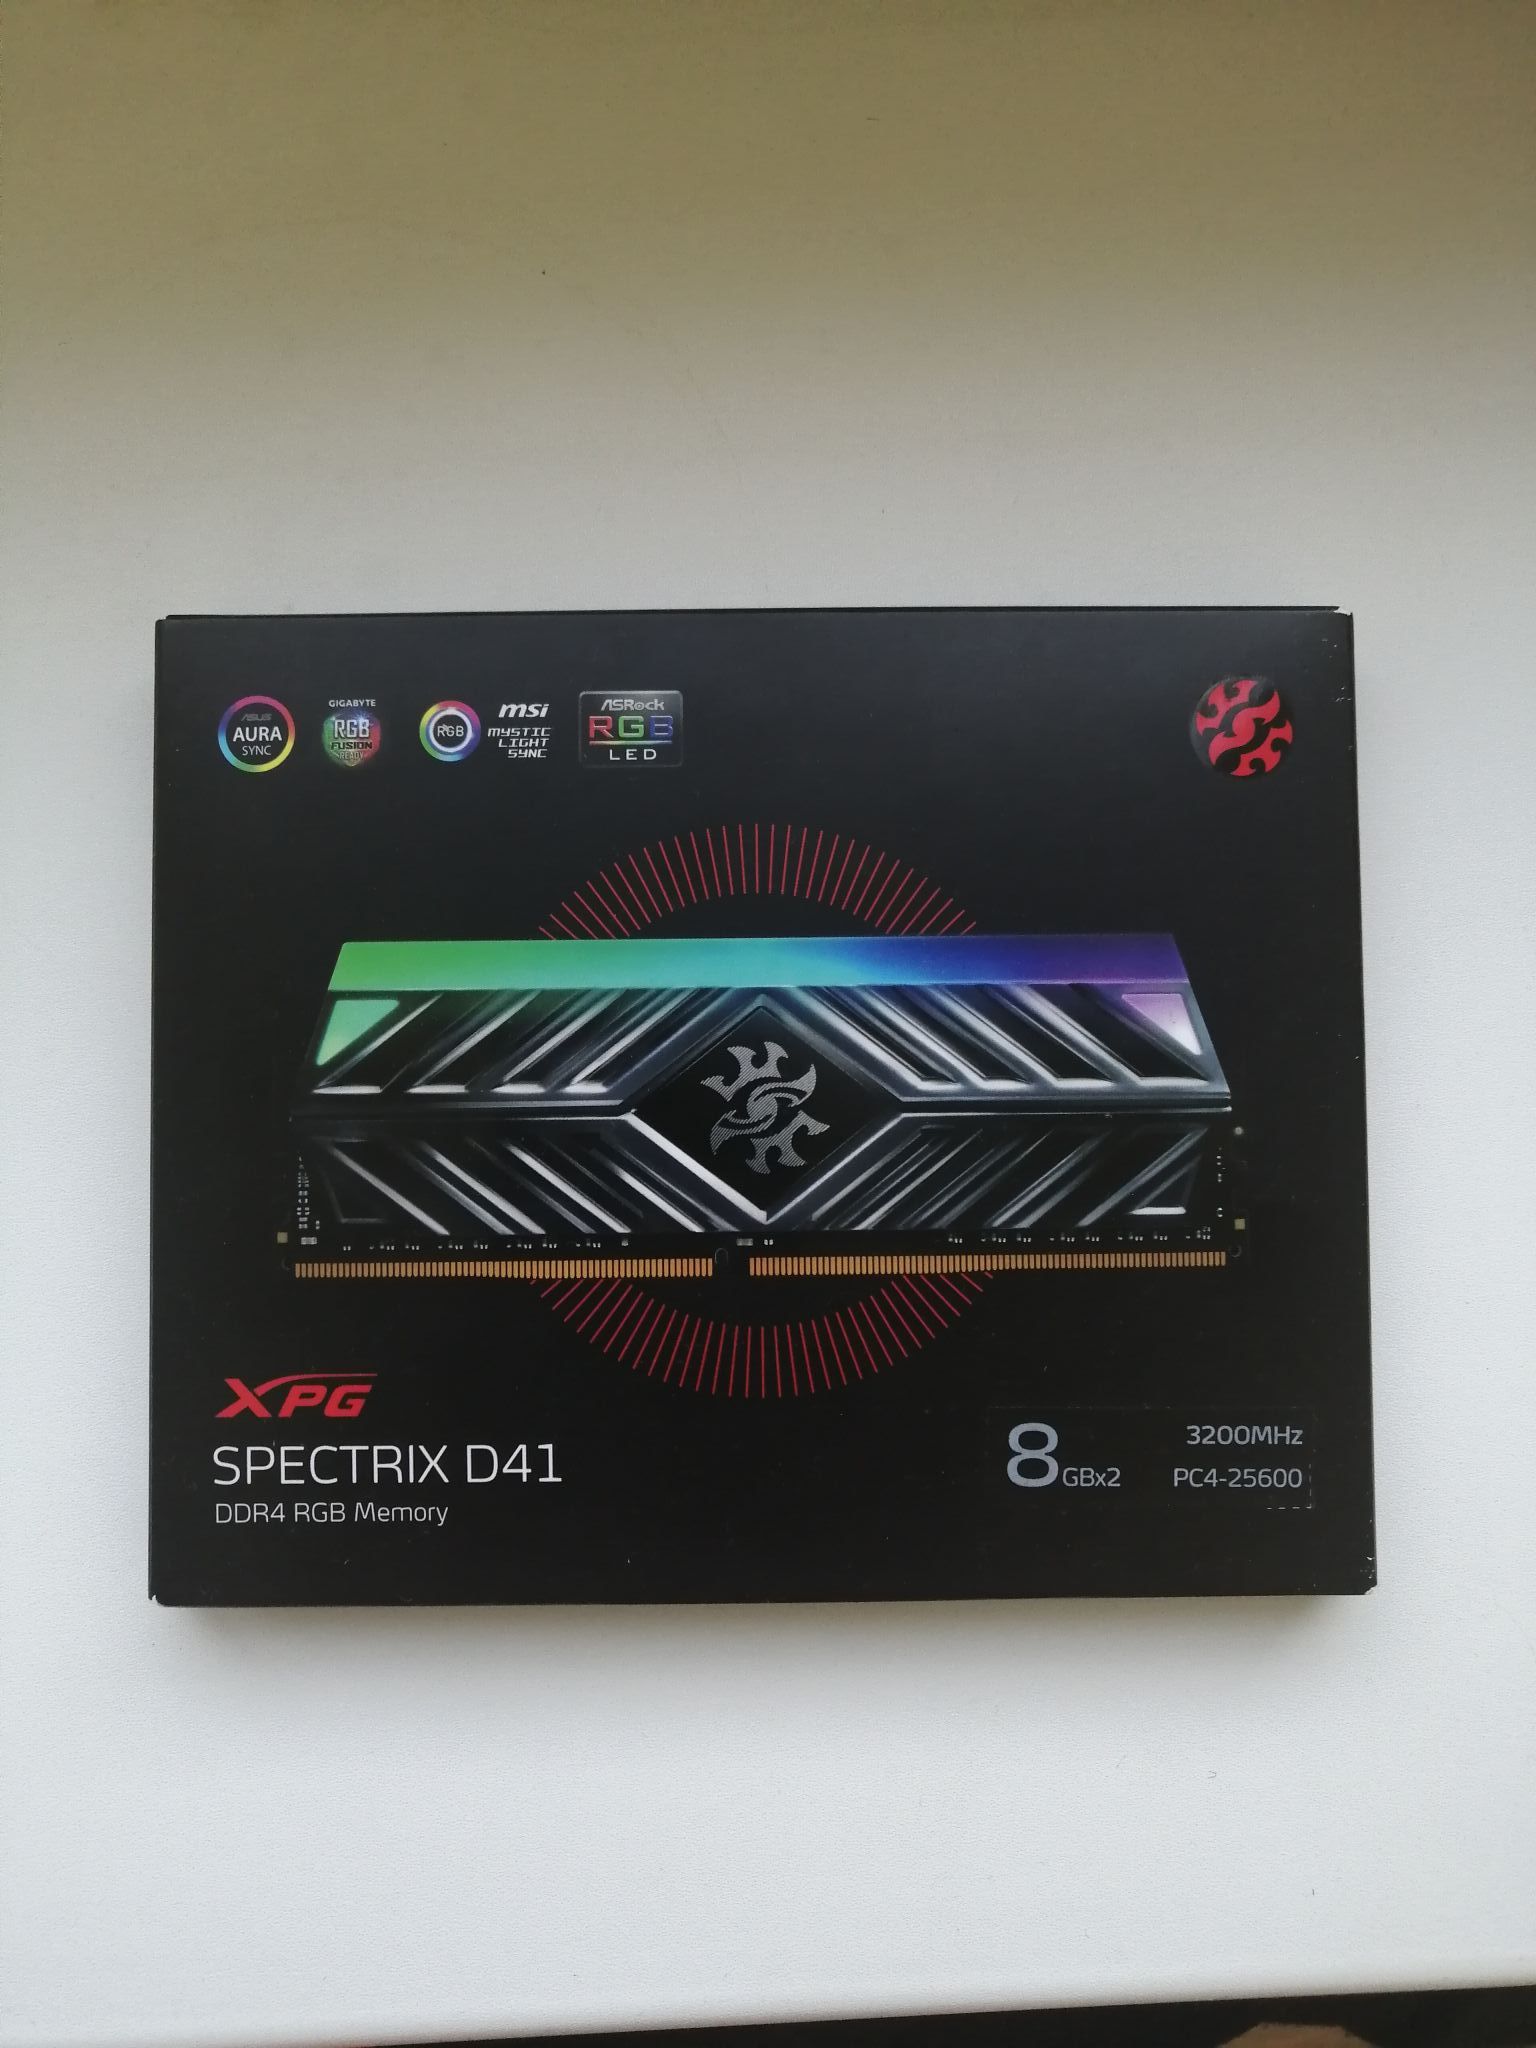 ASUS
AURA
SYNC
GIGABYTE
RGB
FUSION
READY
RGB
msi
MYSTIC
LIGHT
SYNC
ASRock
RGB
LED
XPG
SPECTRIX D41
DDR4 RGB Memory
8GBx2
3200MHz
PC4-25600